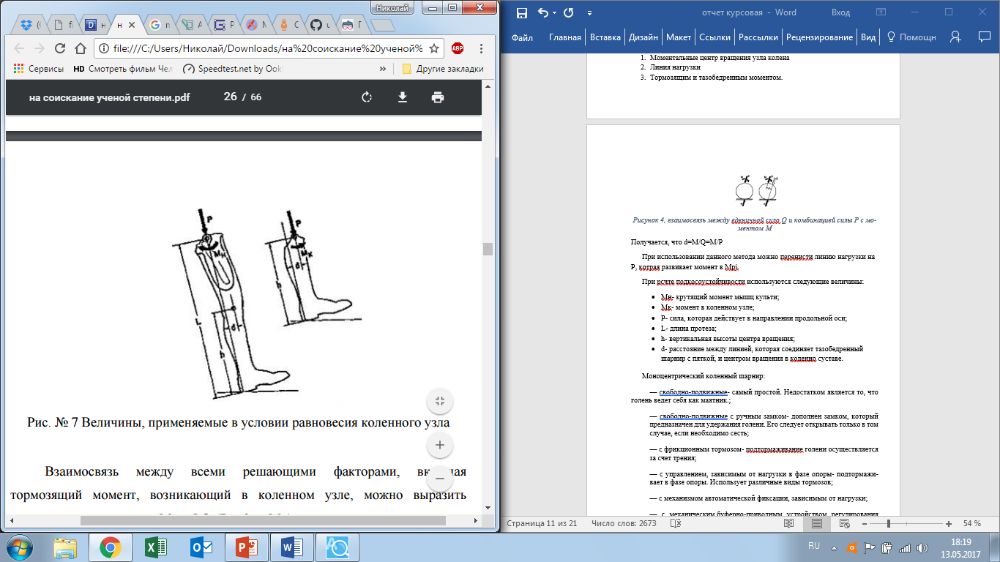 Николай
file:///C:/Users/Николай/Downloads/на%20соискание%20ученой%
ABP
Сервисы
HD Смотреть фильм Чел
Speedtest.net by Ookl
»
Другие закладки
на соискание ученой степени.pdf
26 / 66
P
Mн
L
d
h
P
Mк
d
h
Рис. № 7 Величины, применяемые в условии равновесия коленного узла
Взаимосвязь между всеми решающими факторами,
тормозящий момент, возникающий в коленном узле, можно выразить
отчет курсовая - Word
Вход
Файл
Главная
Вставка
Дизайн
Макет
Ссылки
Рассылки
Рецензирование
Вид
Помощн
1. Моментальные центр вращения узла колена
2. Линия нагрузки
3. Тормозящим и тазобедренным моментом.
Рисунок 4, взаимосвязь между еденичной сило,Q и комбинацией силы P с мо-
ментом M
Получается, что d=M/Q=M/P
При использовании данного метода можно перенисти линию нагрузки на
P, котрая развивает момент в Mpj.
При рсчте подкосоустойчивости используются следующие величины:
• Мн- крутящий момент мышц культи;
• Мк- момент в коленном узле;
• P- сила, которая действует в направлении продольной оси;
• L- длина протеза;
• h- вертикальная высоты центра вращения;
• d- расстояние между линией, которая соединяет тазобедренный
шарнир с пяткой, и центром вращения в коленно суставе.
Моноцентрический коленный шарнир:
— свободно-подвижные- самый простой. Недостатком является то, что
голень ведет себя как маятник.;
— свободно-подвижные с ручным замком- дополнен замком, который
предназначен для удержания голени. Его следует открывать только в том
случае, если необходимо сесть;
— с фрикционным тормозом- подтормаживание голени осуществляется
за счет трения;
— с управлением, зависимым от нагрузки в фазе опоры- подтормажи-
вает в фазе опоры. Использует различные виды тормозов;
— с механизмом автоматической фиксации, зависимым от нагрузки;
— с механическим буферно-приводным устройством регулирования
Страница 11 из 21
Число слов: 2673
54 %
RU
18:19
13.05.2017